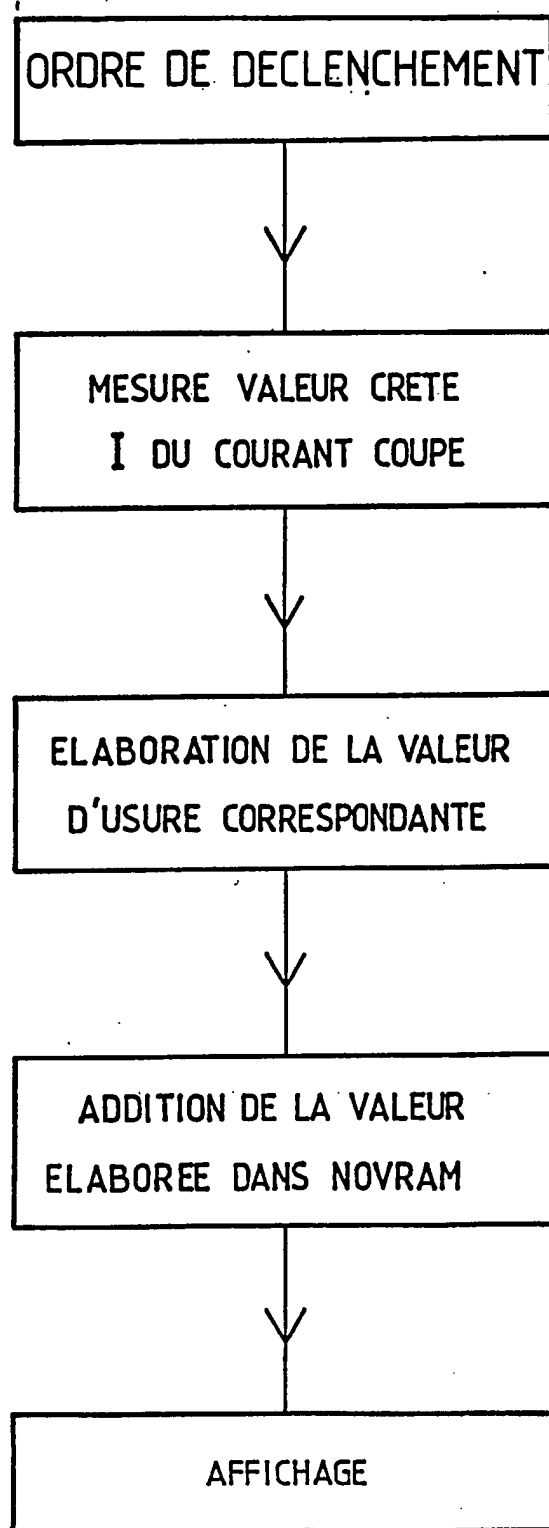 ORDRE DE DECLENCHEMENT
MESURE VALEUR CRETE
I DU COURANT COUPE
ELABORATION DE LA VALEUR
D'USURE CORRESPONDANTE
ADDITION DE LA VALEUR
ELABOREE DANS NOVRAM
AFFICHAGE